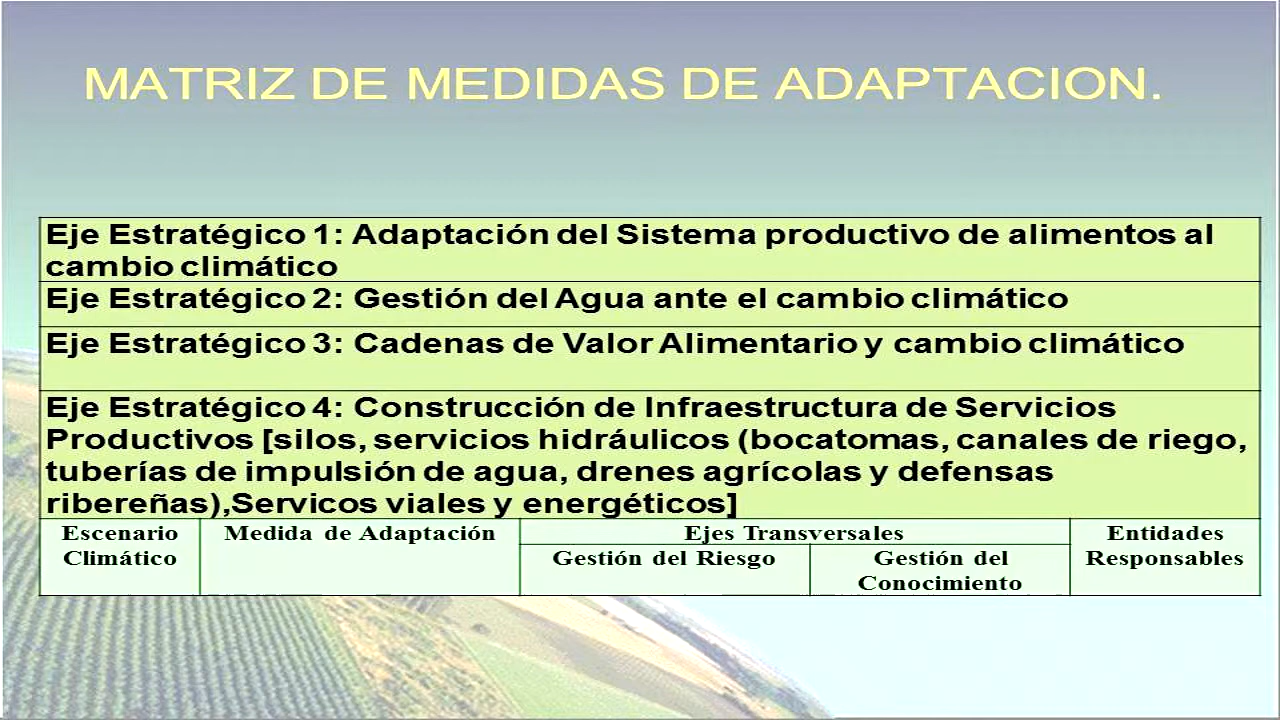 MATRIZ DE MEDIDAS DE ADAPTACION.
Eje Estratégico 1: Adaptación del Sistema productivo de alimentos al
cambio climático
Eje Estratégico 2: Gestión del Agua ante el cambio climático
Eje Estratégico 3: Cadenas de Valor Alimentario y cambio climático
Eje Estratégico 4: Construcción de Infraestructura de Servicios
Productivos [silos, servicios hidráulicos (bocatomas, canales de riego,
tuberías de impulsión de agua, drenes agrícolas y defensas
ribereñas),Servicos viales y energéticos]
Escenario
Climático
Medida de Adaptación
Ejes Transversales
Gestión del Riesgo
Gestión del
Conocimiento
Entidades
Responsables